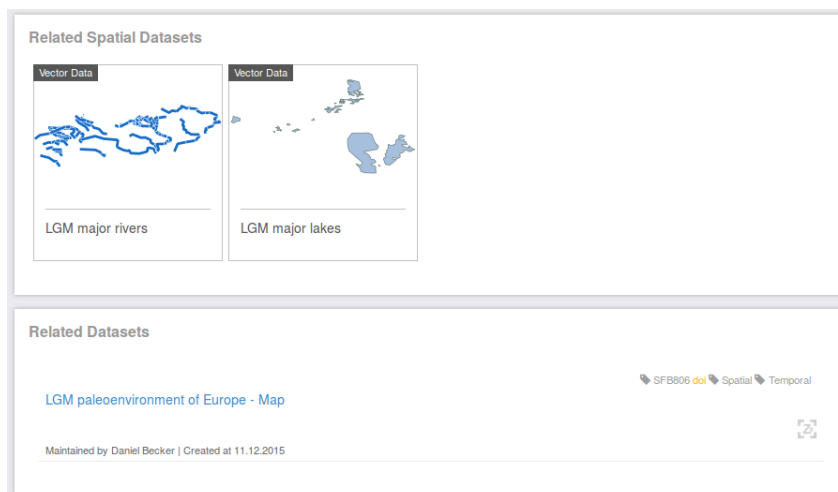 Related Spatial Datasets
Vector Data
Vector Data
LGM major rivers
LGM major lakes
Related Datasets
SFB806 doi Spatial Temporal
LGM paleoenvironment of Europe - Map
Maintained by Daniel Becker | Created at 11.12.2015